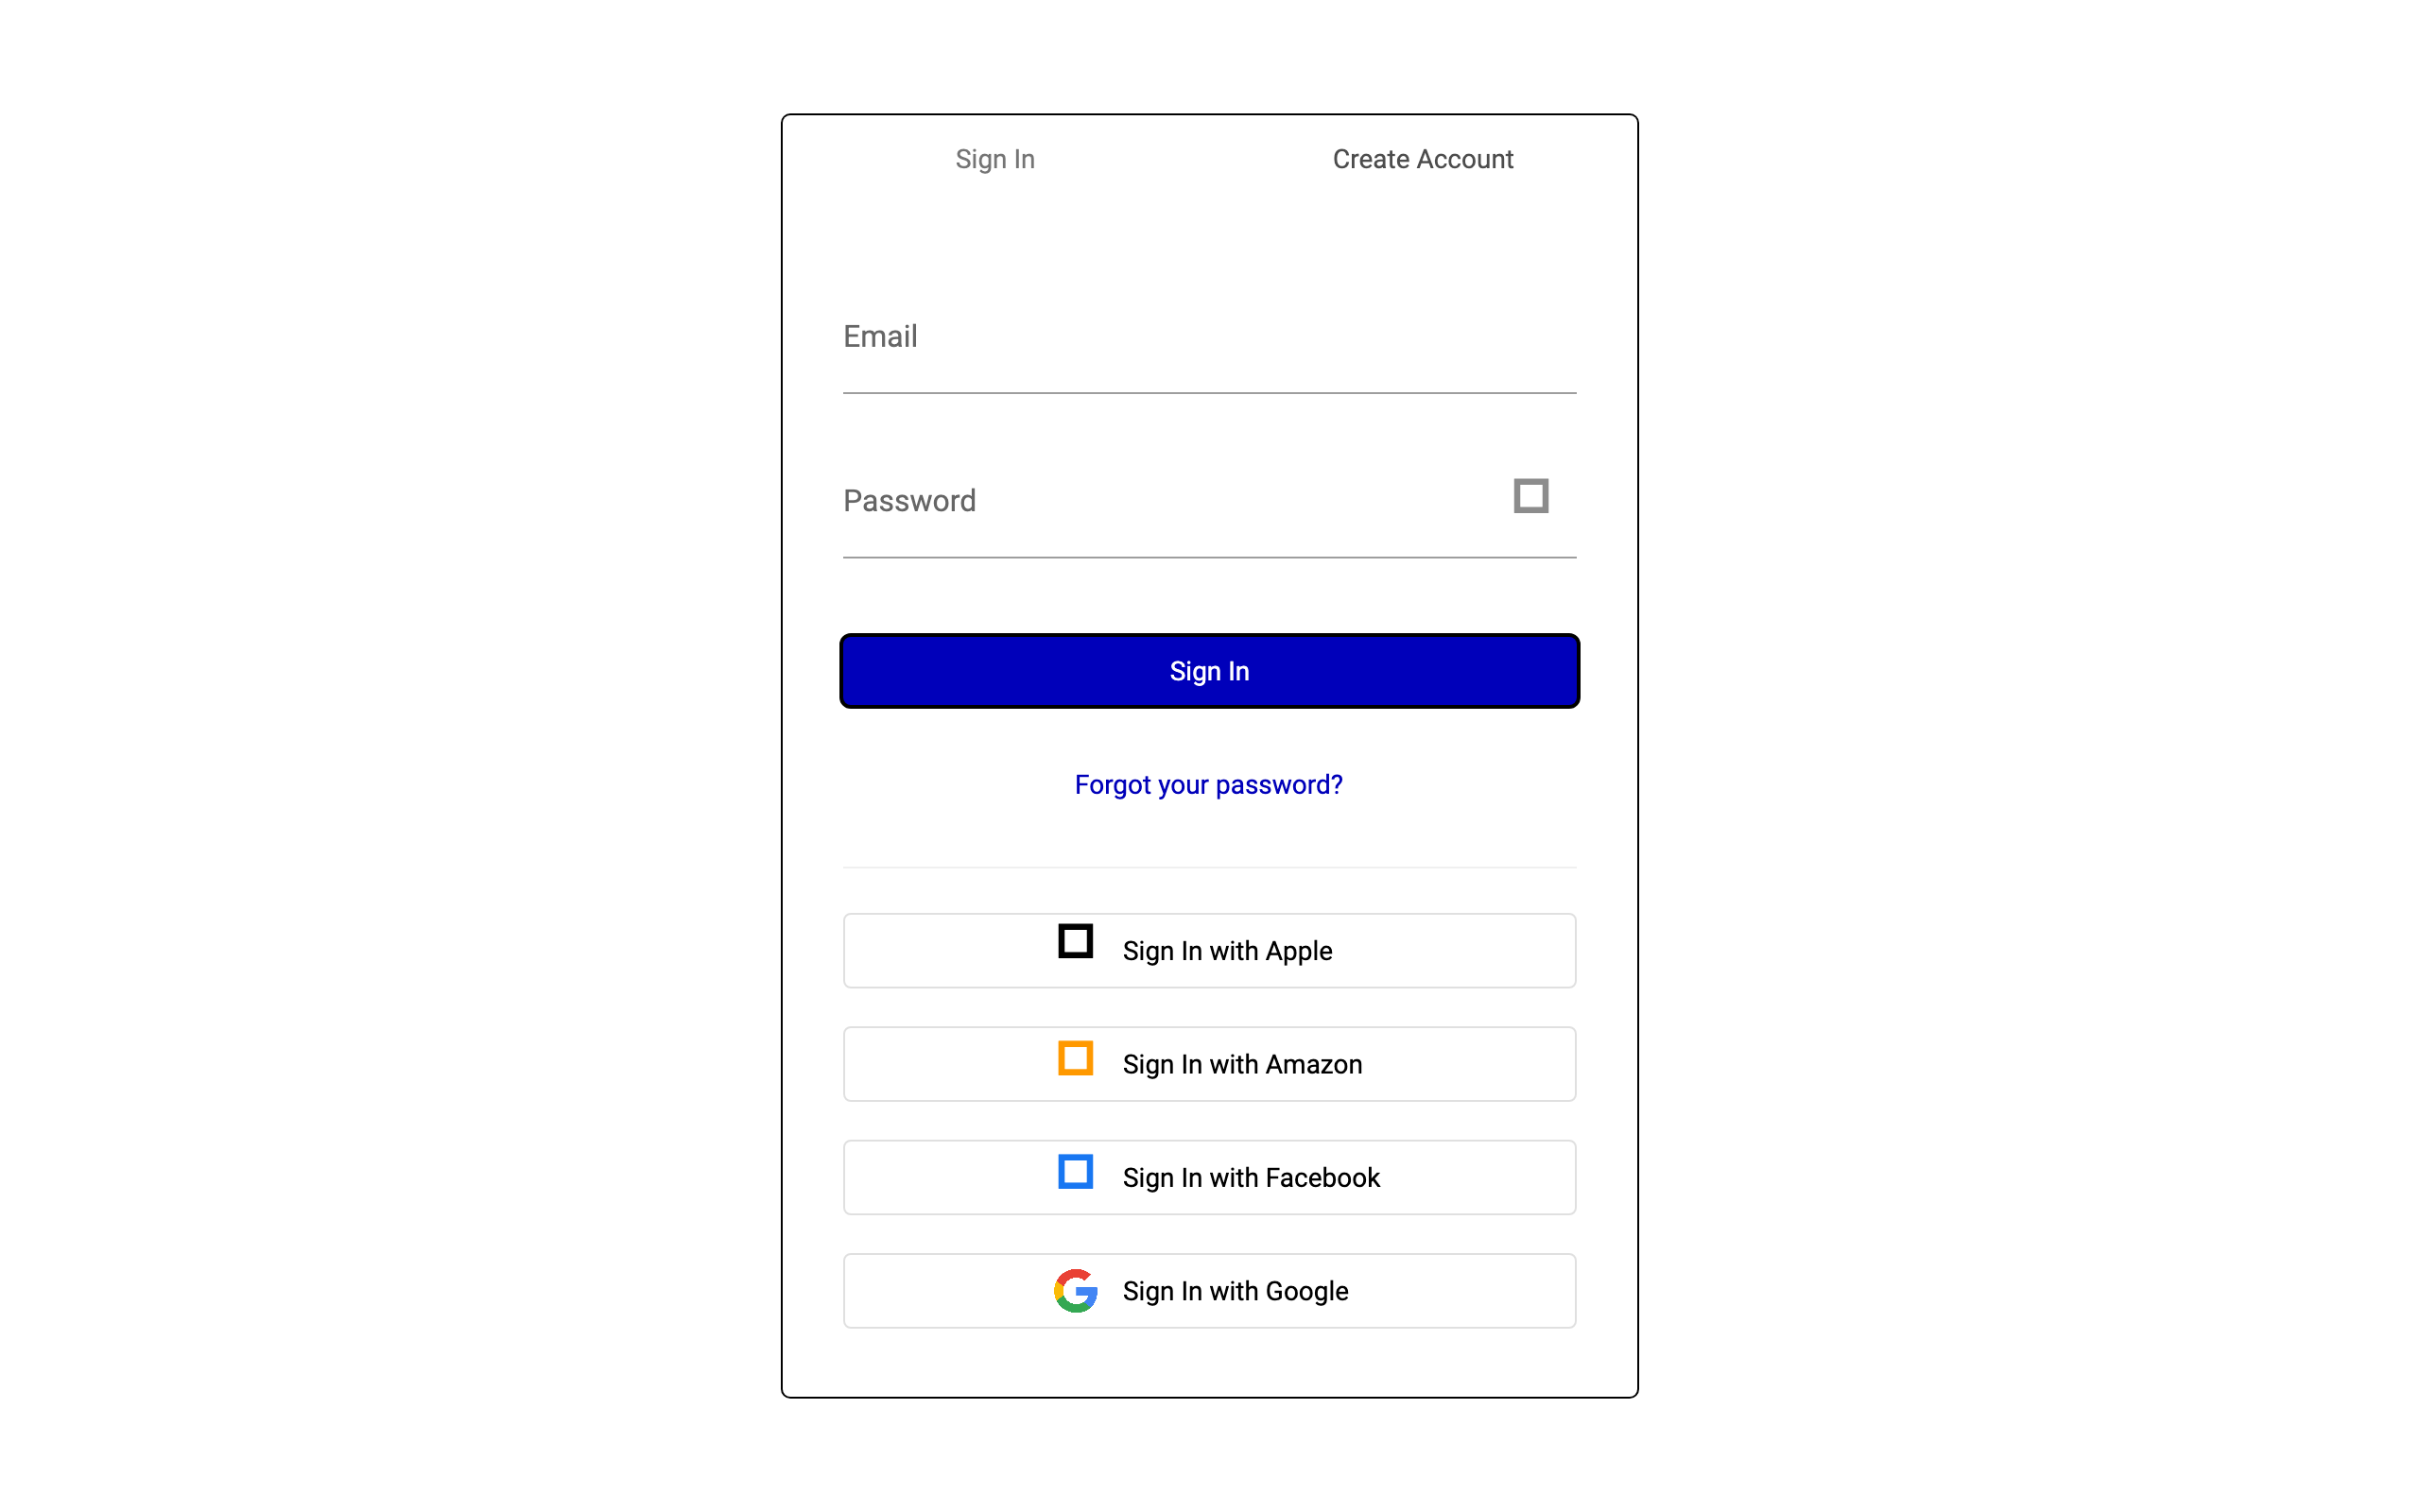 Sign In
Create Account
Email
Password
Sign In
Forgot your password?
Sign In with Apple
Sign In with Amazon
Sign In with Facebook
Sign In with Google